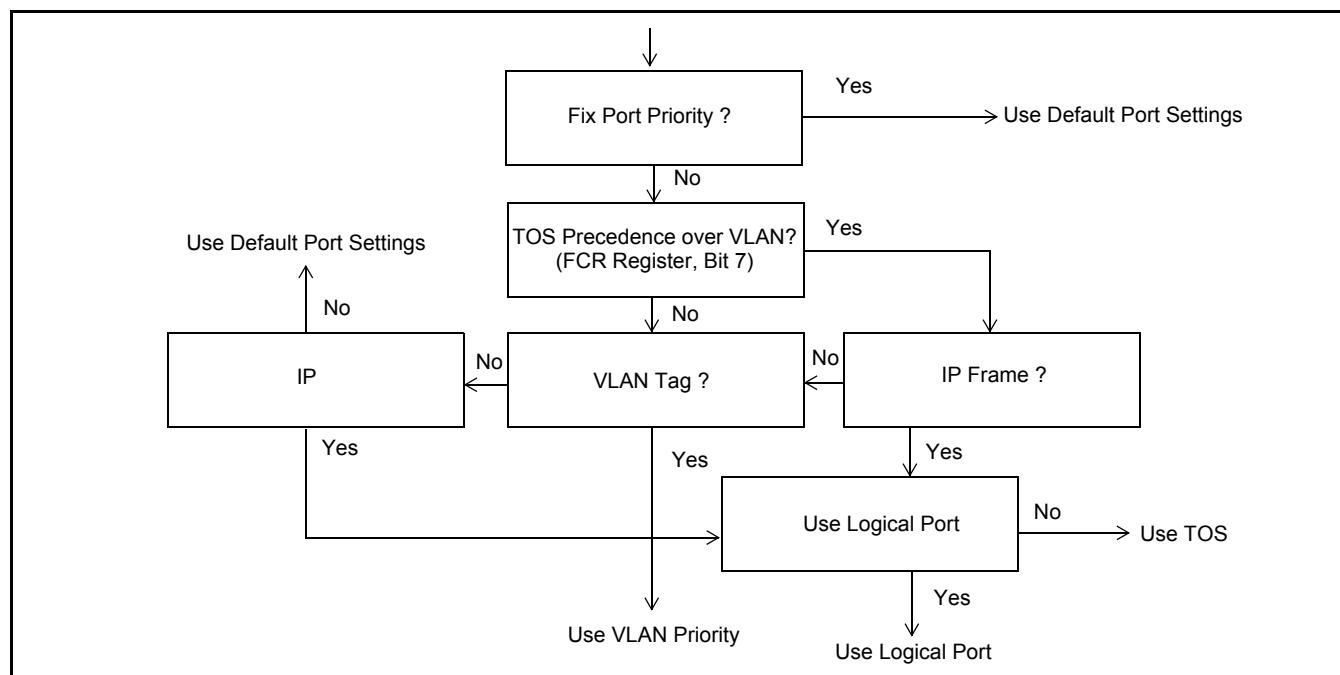 Yes
Fix Port Priority ?
Use Default Port Settings
No
TOS Precedence over VLAN?
(FCR Register, Bit 7)
Yes
Use Default Port Settings
No
No
IP
No
VLAN Tag ?
No
IP Frame ?
Yes
Yes
Yes
Use Logical Port
No
Use TOS
Yes
Use VLAN Priority
Use Logical Port